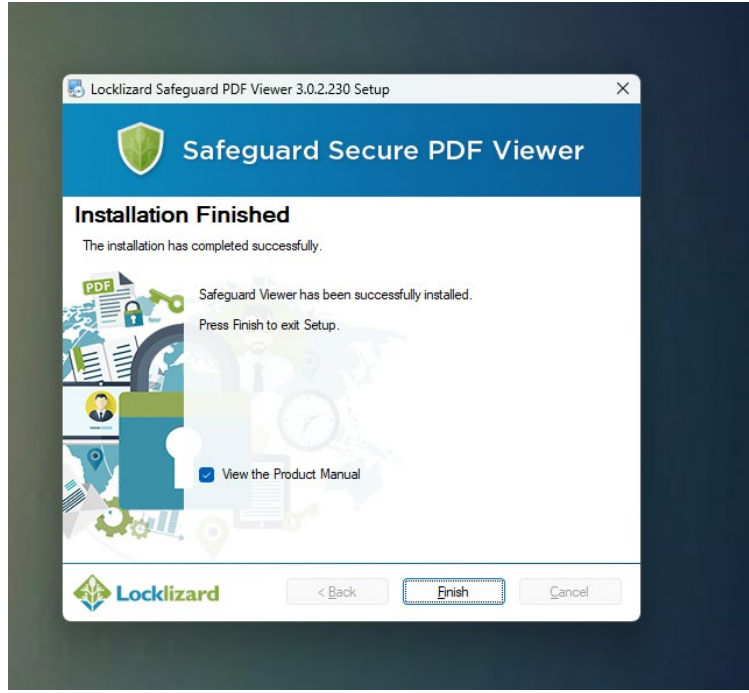 Locklizard Safeguard PDF Viewer 3.0.2.230 Setup
Safeguard Secure PDF Viewer
Installation Finished
The installation has completed successfully.
PDF
Safeguard Viewer has been successfully installed.
Press Finish to exit Setup.
View the Product Manual
Locklizard
< Back
Finish
Cancel